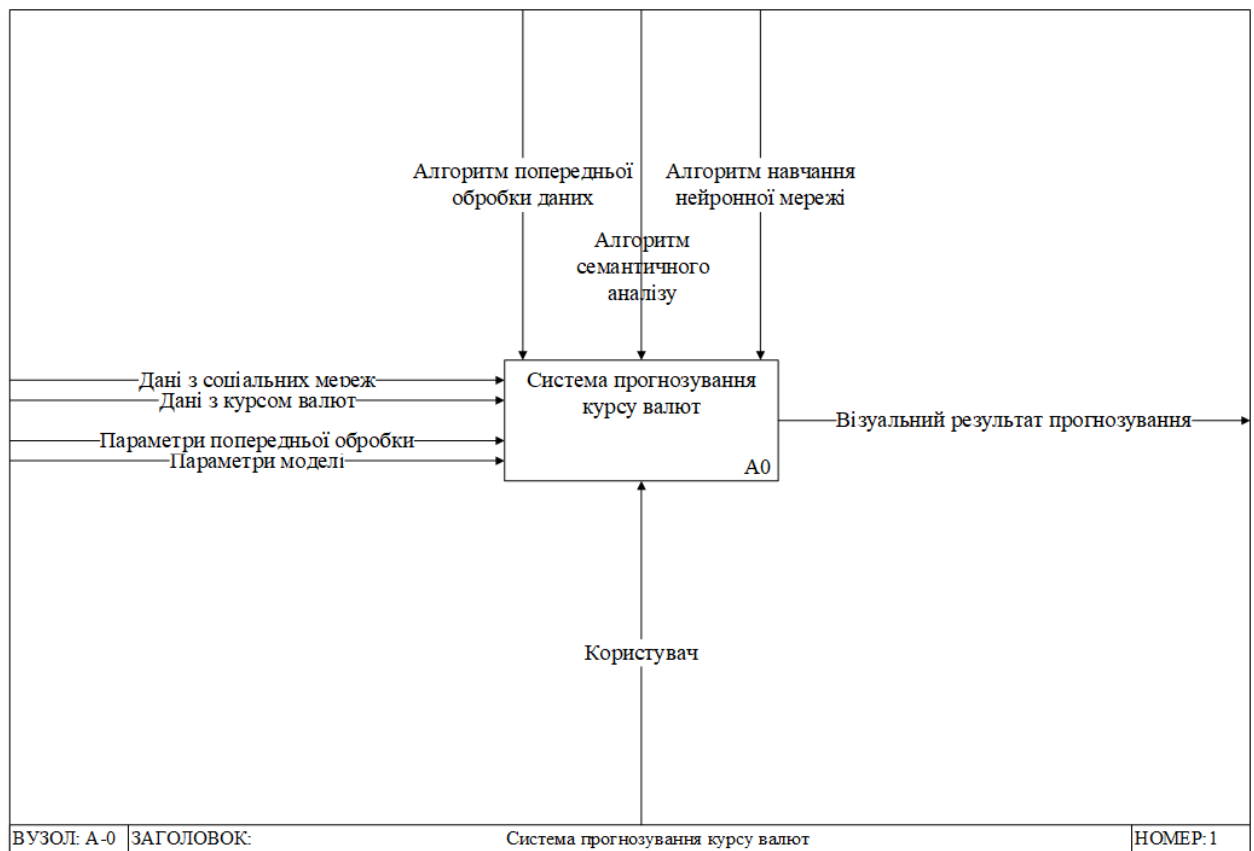 Алгоритм попередньої
обробки даних
Алгоритм навчання
нейронної мережі
Алгоритм
семантичного
аналізу
Дані з соціальних мереж
Дані з курсом валют
Параметри попередньої обробки
Параметри моделі
Система прогнозування
курсу валют
A0
Візуальний результат прогнозування
Користувач
ВУЗОЛ: A-0
ЗАГОЛОВОК:
Система прогнозування курсу валют
НОМЕР:1